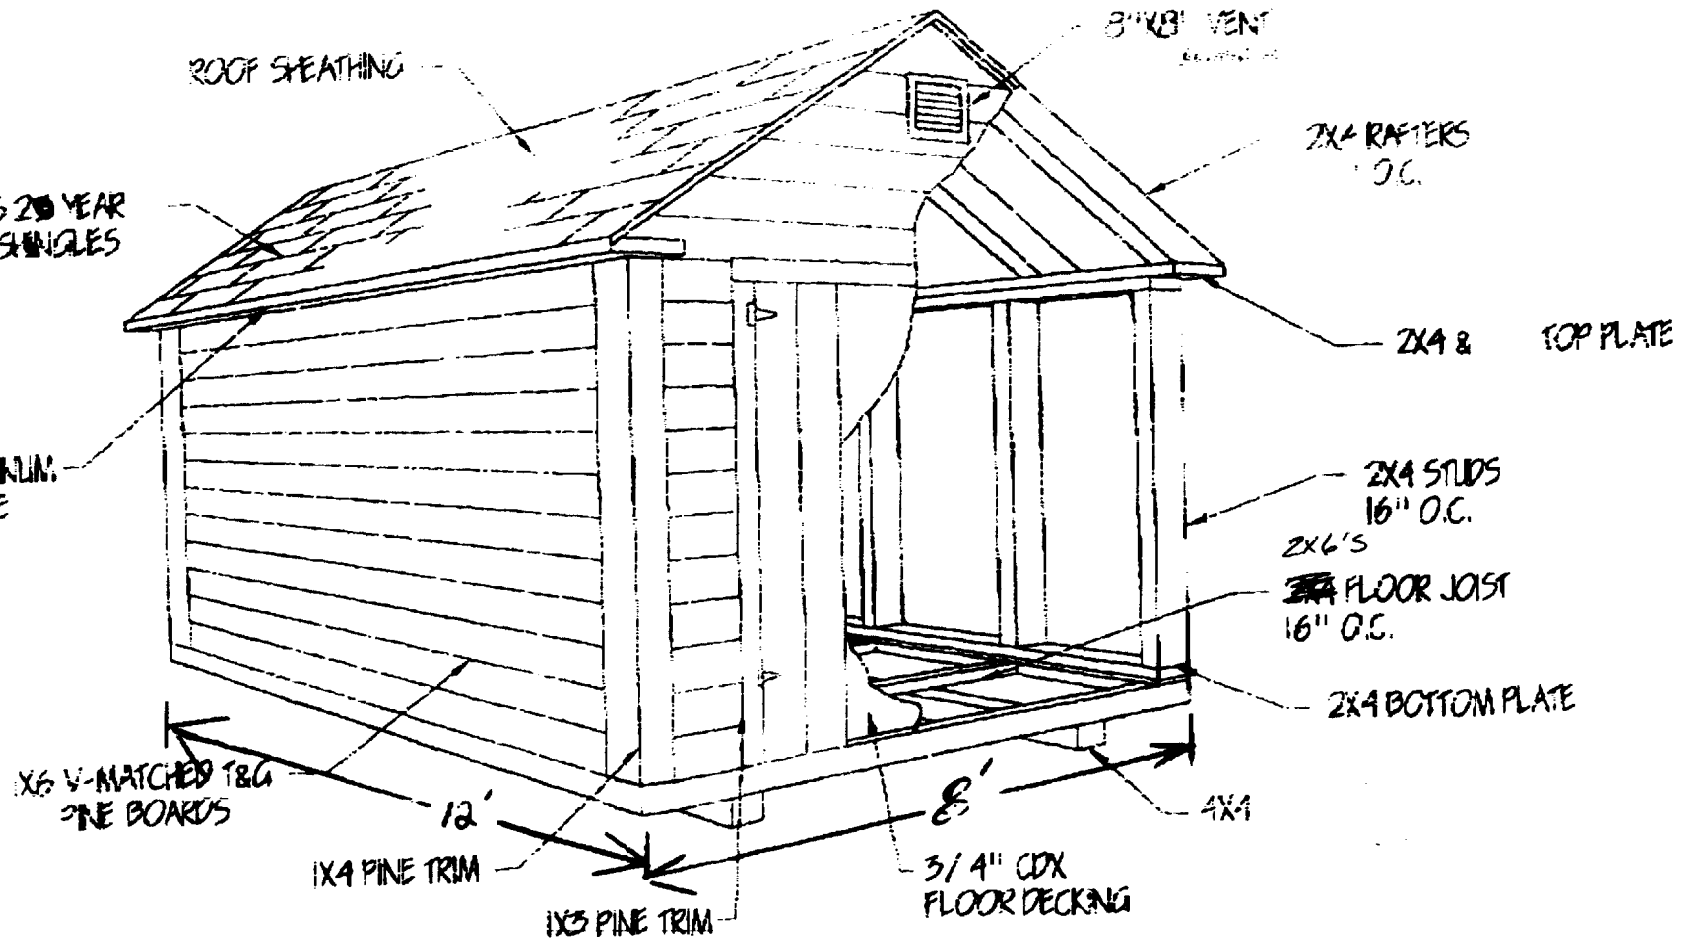 ROOF SHEATHING
8"X8" VENT
2X4 RAFTERS
O.C.
YEAR
SHINGLES
2X4 & TOP PLATE
2X4 STUDS
16" O.C.
2X6'S
FLOOR JOIST
16" O.C.
2X4 BOTTOM PLATE
1X6 V-MATCHED T&G
PINE BOARDS
12'
8'
4X4
1X4 PINE TRIM
3/4" CDX
FLOOR DECKING
1X3 PINE TRIM